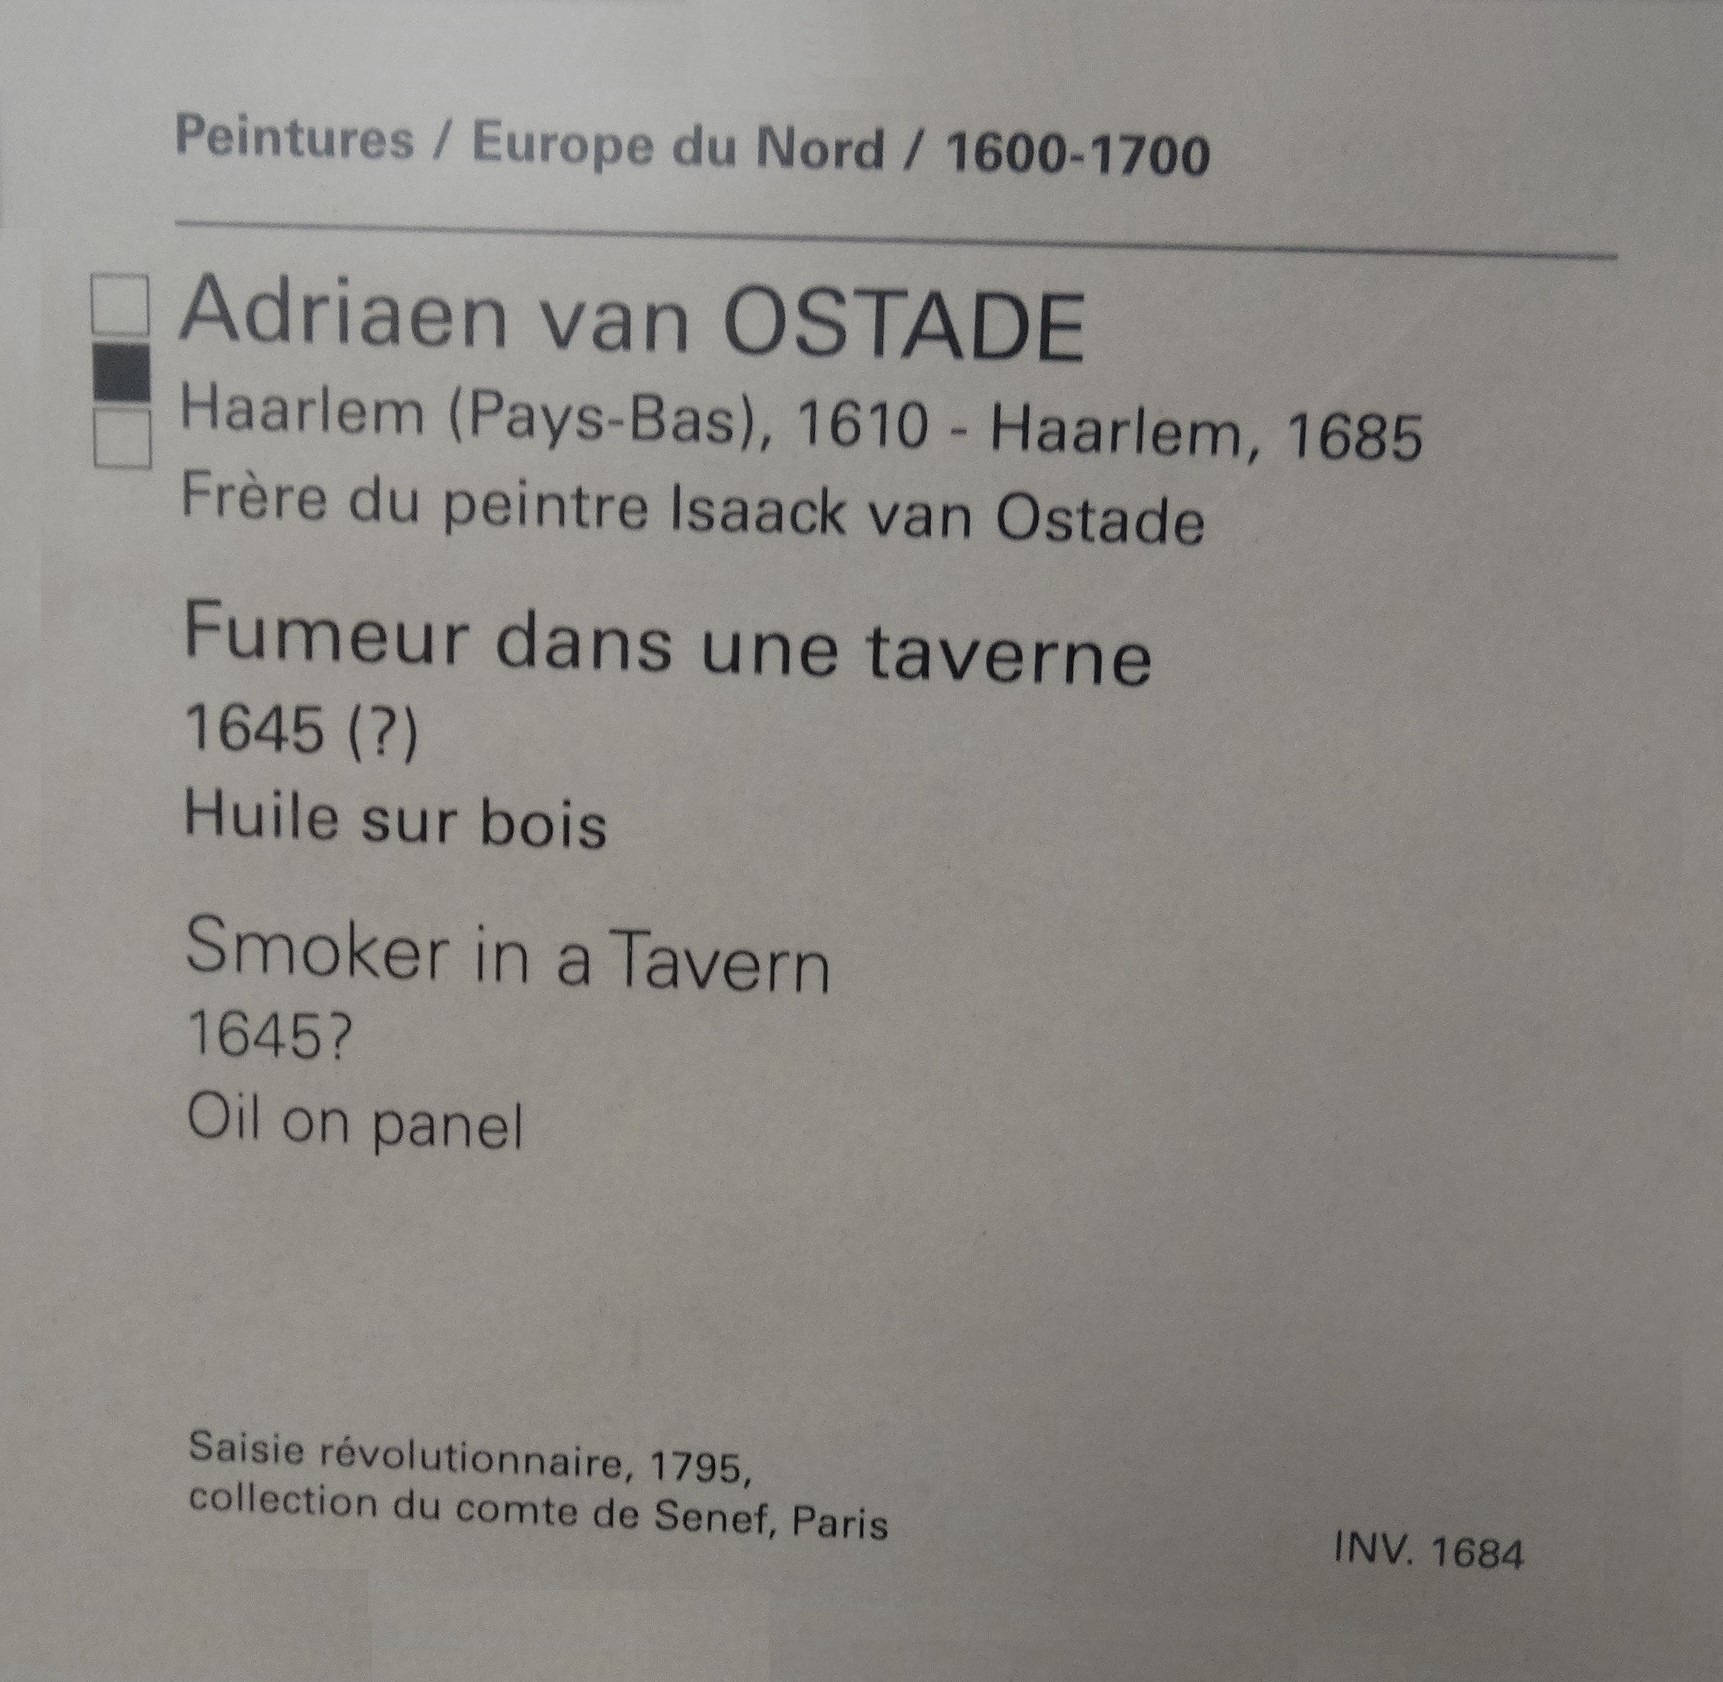 Peintures / Europe du Nord / 1600-1700
Adriaen van OSTADE
Haarlem (Pays-Bas), 1610 - Haarlem, 1685
Frère du peintre Isaack van Ostade
Fumeur dans une taverne
1645 (?)
Huile sur bois
Smoker in a Tavern
1645?
Oil on panel
Saisie révolutionnaire, 1795,
collection du comte de Senef, Paris
INV. 1684